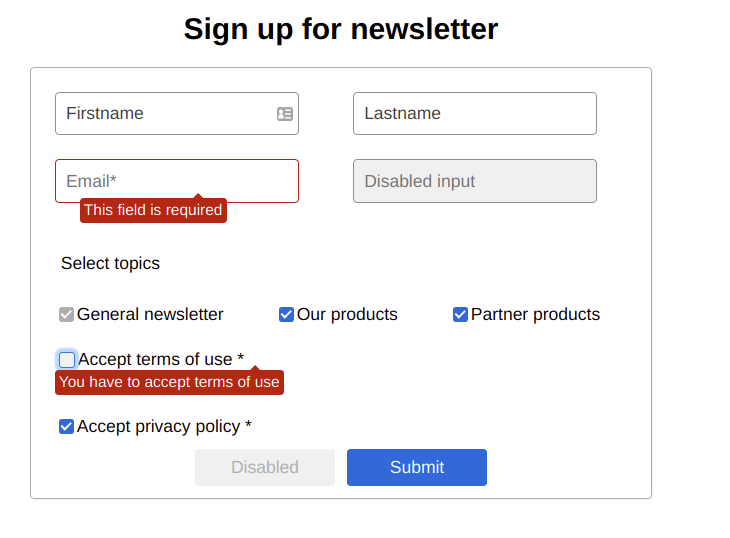 Sign up for newsletter
Firstname
Lastname
Email*
Disabled input
This field is required
Select topics
General newsletter
Our products
Partner products
Accept terms of use *
You have to accept terms of use
Accept privacy policy *
Disabled
Submit